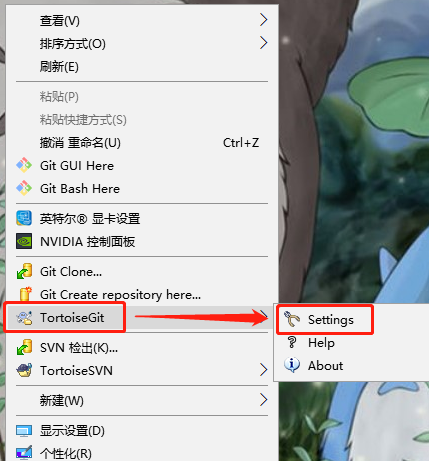 查看(V)
排序方式(O)
刷新(E)
粘贴(P)
粘贴快捷方式(S)
撤消 重命名(U) Ctrl+Z
Git GUI Here
Git Bash Here
英特尔® 显卡设置
NVIDIA 控制面板
Git Clone...
Git Create repository here...
TortoiseGit
Settings
Help
About
SVN 检出(K)...
TortoiseSVN
新建(W)
显示设置(D)
个性化(R)